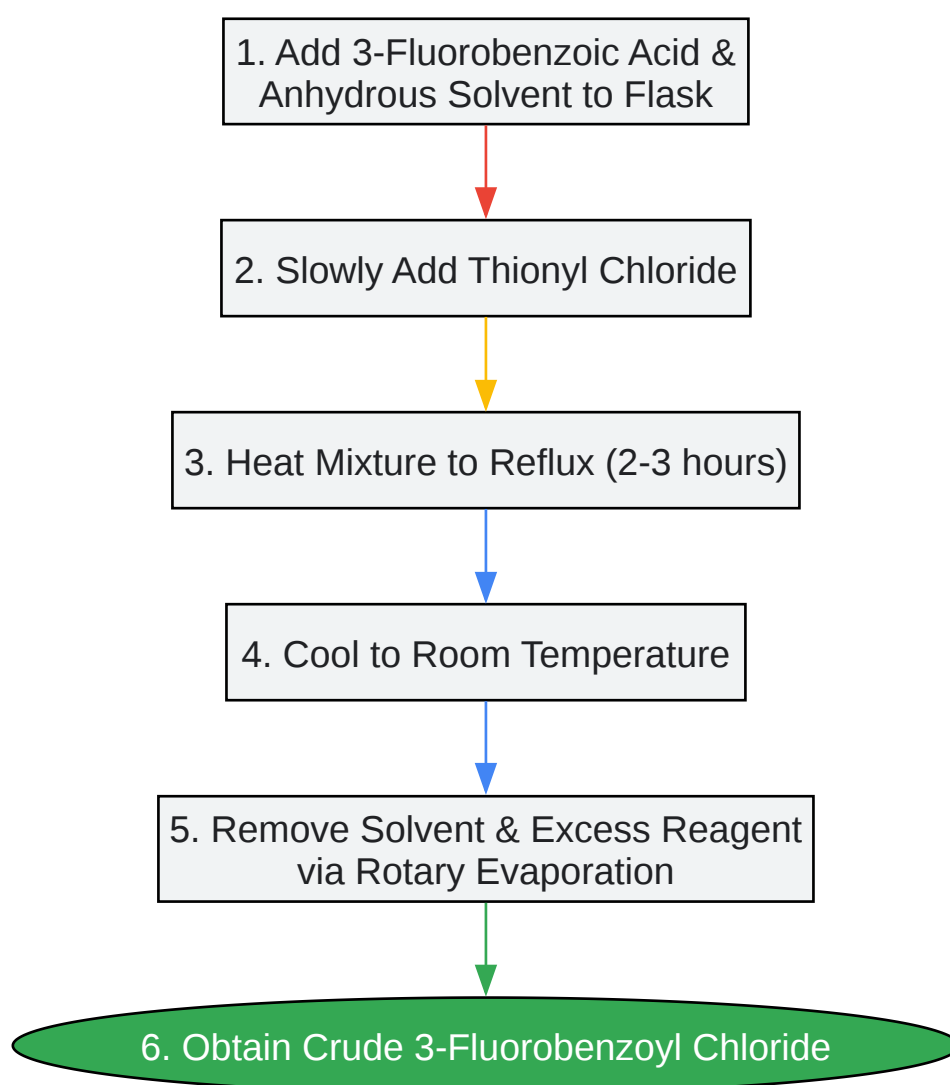 1. Add 3-Fluorobenzoic Acid &
Anhydrous Solvent to Flask
2. Slowly Add Thionyl Chloride
3. Heat Mixture to Reflux (2-3 hours)
4. Cool to Room Temperature
5. Remove Solvent & Excess Reagent
via Rotary Evaporation
6. Obtain Crude 3-Fluorobenzoyl Chloride